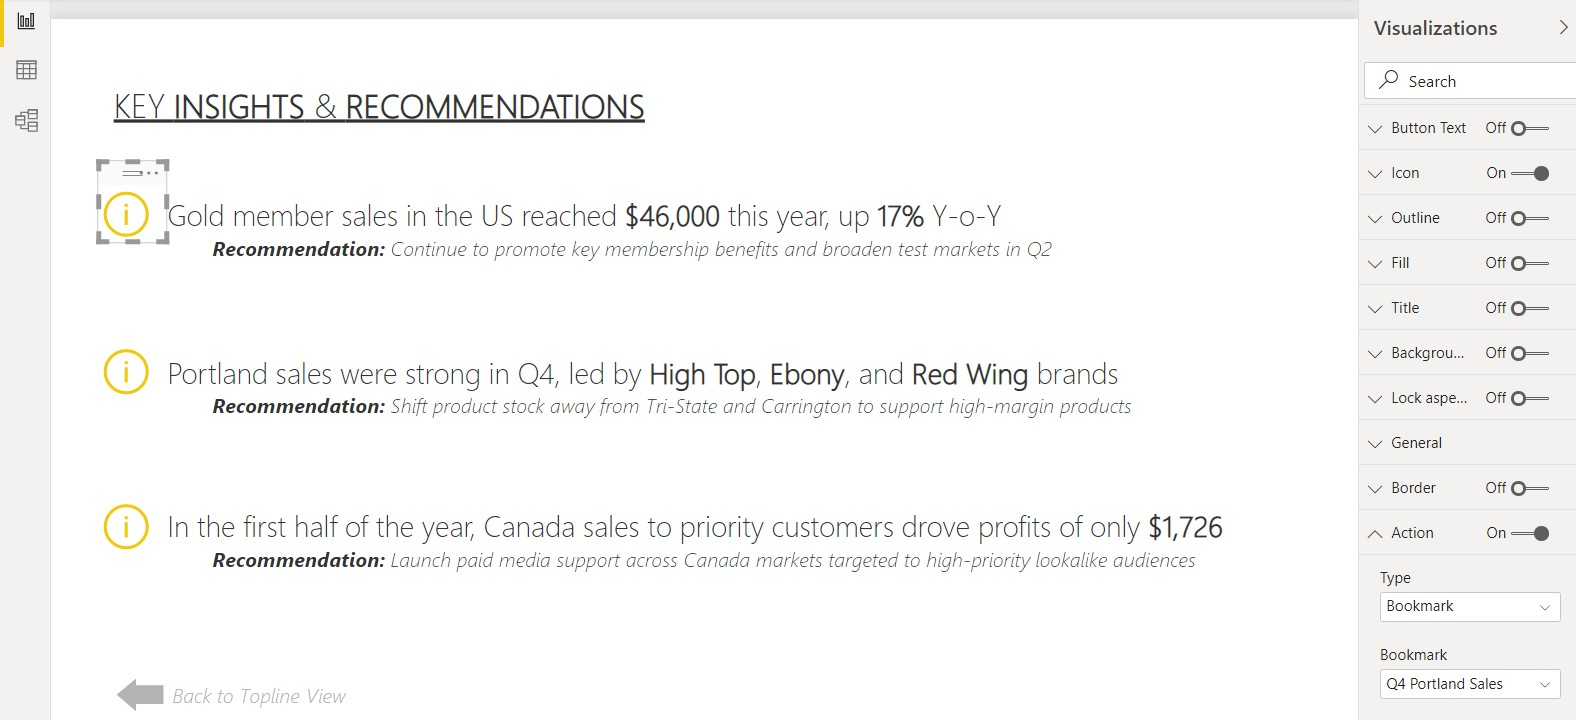 KEY INSIGHTS & RECOMMENDATIONS
i Gold member sales in the US reached $46,000 this year, up 17% Y-o-Y
Recommendation: Continue to promote key membership benefits and broaden test markets in Q2
i Portland sales were strong in Q4, led by High Top, Ebony, and Red Wing brands
Recommendation: Shift product stock away from Tri-State and Carrington to support high-margin products
i In the first half of the year, Canada sales to priority customers drove profits of only $1,726
Recommendation: Launch paid media support across Canada markets targeted to high-priority lookalike audiences
Back to Topline View
Visualizations
Search
Button Text Off
Icon On
Outline Off
Fill Off
Title Off
Backgrou... Off
Lock aspe... Off
General
Border Off
Action On
Type
Bookmark
Bookmark
Q4 Portland Sales